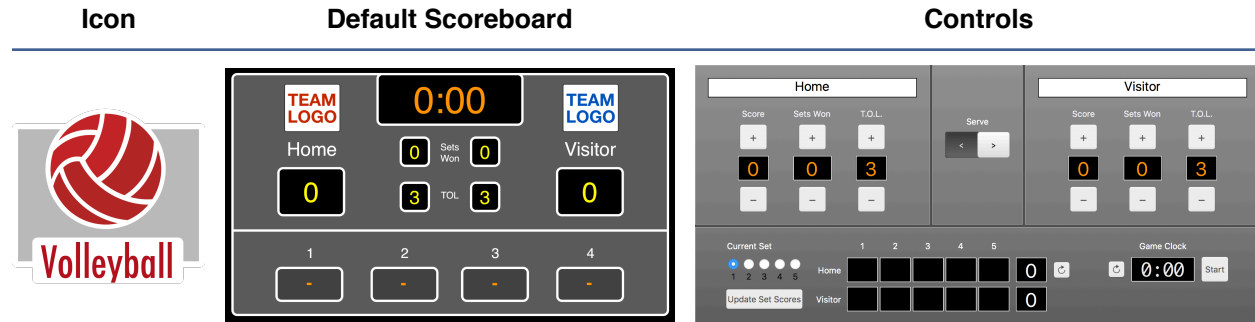 Icon Default Scoreboard Controls
Volleyball
0:00
TEAM LOGO
TEAM LOGO
Home
0 Sets Won 0
Visitor
0
3 TOL 3
0
1 2 3 4
- - - -
Home Visitor
Score Sets Won T.O.L. Serve Score Sets Won T.O.L.
+ + + < > + + +
0 0 3 0 0 3
- - - - - -
Current Set 1 2 3 4 5 Game Clock
Home 0 0:00 Start
1 2 3 4 5
Update Set Scores Visitor 0